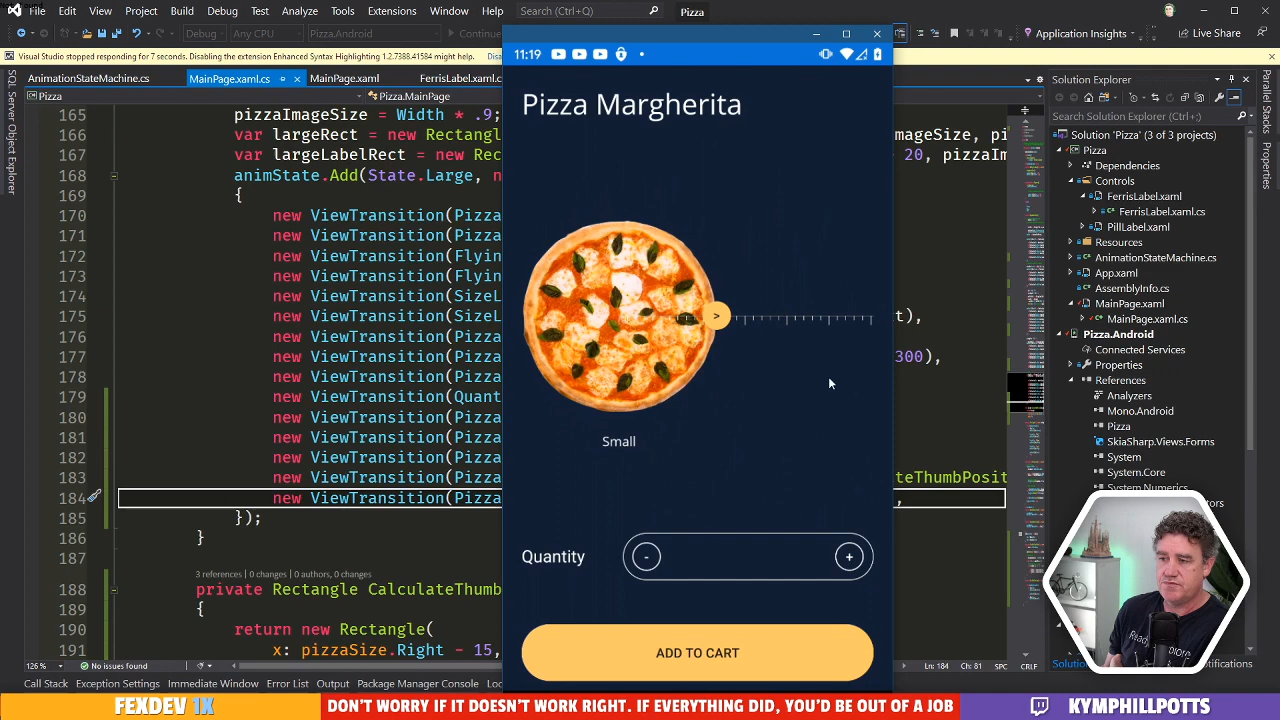 File Edit View Git Project Build Debug Test Analyze Tools Extensions Window Help Search (Ctrl+Q) Pizza
Debug Any CPU Pizza.Android Continue Application Insights Live Share
Visual Studio stopped responding for 7 seconds. Disabling the extension Enhanced Syntax Highlighting 1.2.7388.41584 might help.
AnimationStateMachine.cs MainPage.xaml.cs MainPage.xaml FerrisLabel.xaml.c
Pizza Pizza.MainPage
165 pizzaImageSize = Width * .9;
166 var largeRect = new Rectang
167 var largeLabelRect = new Rec
168 animState.Add(State.Large, n
169 {
170 new ViewTransition(Pizza
171 new ViewTransition(Pizza
172 new ViewTransition(Flyin
173 new ViewTransition(Flyin
174 new ViewTransition(SizeL
175 new ViewTransition(SizeL t),
176 new ViewTransition(Pizza
177 new ViewTransition(Pizza 300),
178 new ViewTransition(Pizza
179 new ViewTransition(Quant
180 new ViewTransition(Pizza
181 new ViewTransition(Pizza
182 new ViewTransition(Pizza
183 new ViewTransition(Pizza ateThumbPosit
184 new ViewTransition(Pizza ,
185 });
186 }
187
3 references | 0 changes | 0 authors, 0 changes
188 private Rectangle CalculateThumb
189 {
190 return new Rectangle(
191 x: pizzaSize.Right - 15,
126 % No issues found Ln: 184 Ch: 81 SPC CRLF
Call Stack Exception Settings Immediate Window Error List Output Package Manager Console
11:19
Pizza Margherita
>
Small
Quantity - +
ADD TO CART
Solution Explorer
Search Solution Explorer (Ctrl+;)
Solution 'Pizza' (3 of 3 projects)
Pizza
Dependencies
Controls
FerrisLabel.xaml
FerrisLabel.xaml.cs
PillLabel.xaml
Resources
AnimationStateMachine.cs
App.xaml
AssemblyInfo.cs
MainPage.xaml
MainPage.xaml.cs
Pizza.Android
Connected Services
Properties
References
Analyzers
Mono.Android
Pizza
SkiaSharp.Views.Forms
System
System.Core
System.Numerics
SQL Server Object Explorer
Parallel Stacks
Properties
FEXDEV 1X
DON'T WORRY IF IT DOESN'T WORK RIGHT. IF EVERYTHING DID, YOU'D BE OUT OF A JOB
KYMPHILLPOTTS